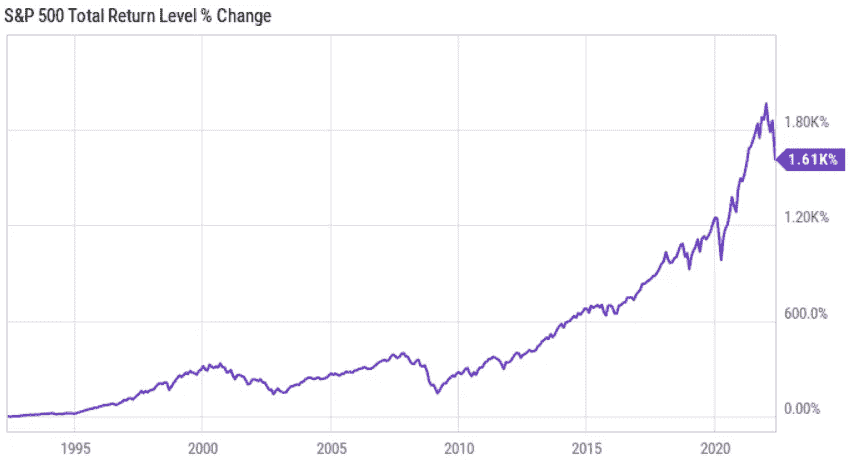 S&P 500 Total Return Level % Change
1.80K%
1.61K%
1.20K%
600.0%
0.00%
1995 2000 2005 2010 2015 2020